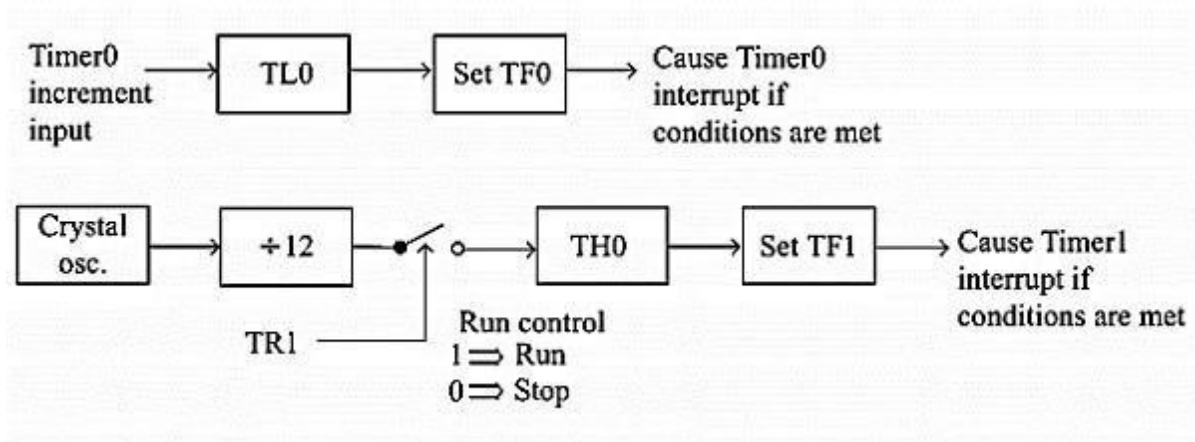 Timer0
increment
input
TL0
Set TF0
Cause Timer0
interrupt if
conditions are met
Crystal
osc.
÷12
TH0
Set TF1
Cause Timer1
interrupt if
conditions are met
TR1
Run control
1 ⟹ Run
0 ⟹ Stop